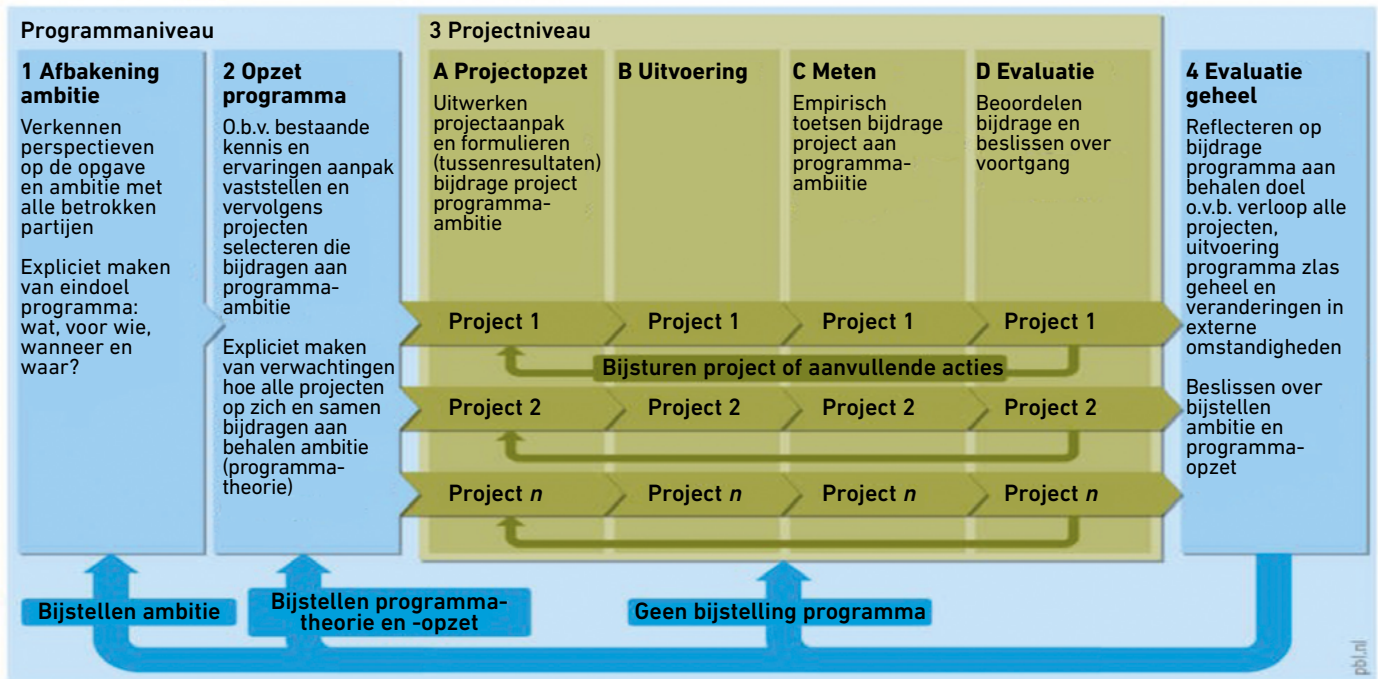 Programmaniveau
1 Afbakening
ambitie
Verkennen
perspectieven
op de opgave
en ambitie met
alle betrokken
partijen
Expliciet maken
van eindoel
programma:
wat, voor wie,
wanneer en
waar?
2 Opzet
programma
O.b.v. bestaande
kennis en
ervaringen aanpak
vaststellen en
vervolgens
projecten
selecteren die
bijdragen aan
programma-
ambitie
Expliciet maken
van verwachtingen
hoe alle projecten
op zich en samen
bijdragen aan
behalen ambitie
(programma-
theorie)
3 Projectniveau
A Projectopzet
Uitwerken
projectaanpak
en formulieren
(tussenresultaten)
bijdrage project
programma-
ambitie
B Uitvoering
C Meten
Empirisch
toetsen bijdrage
project aan
programma-
ambiitie
D Evaluatie
Beoordelen
bijdrage en
beslissen over
voortgang
Project 1 Project 1 Project 1 Project 1
Bijsturen project of aanvullende acties
Project 2 Project 2 Project 2 Project 2
Project n Project n Project n Project n
4 Evaluatie
geheel
Reflecteren op
bijdrage
programma aan
behalen doel
o.v.b. verloop alle
projecten,
uitvoering
programma zlas
geheel en
veranderingen in
externe
omstandigheden
Beslissen over
bijstellen
ambitie en
programma-
opzet
Bijstellen ambitie
Bijstellen programma-
theorie en -opzet
Geen bijstelling programma
pbl.nl